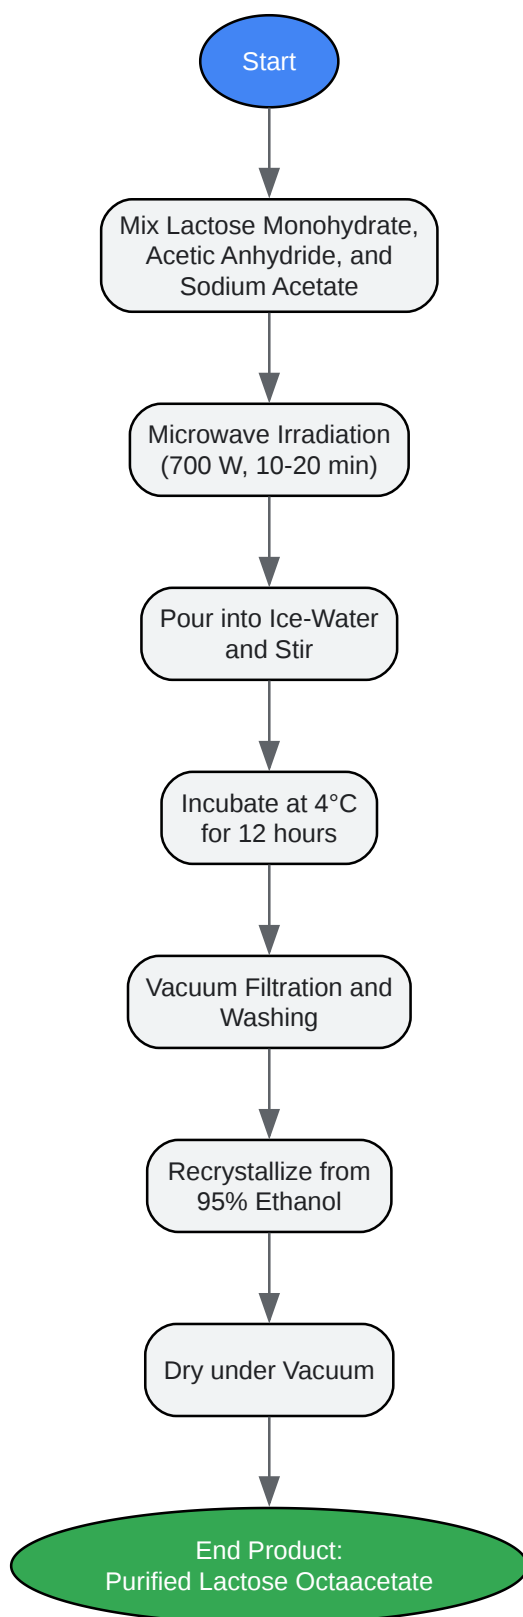 Start
Mix Lactose Monohydrate,
Acetic Anhydride, and
Sodium Acetate
Microwave Irradiation
(700 W, 10-20 min)
Pour into Ice-Water
and Stir
Incubate at 4°C
for 12 hours
Vacuum Filtration and
Washing
Recrystallize from
95% Ethanol
Dry under Vacuum
End Product:
Purified Lactose Octaacetate